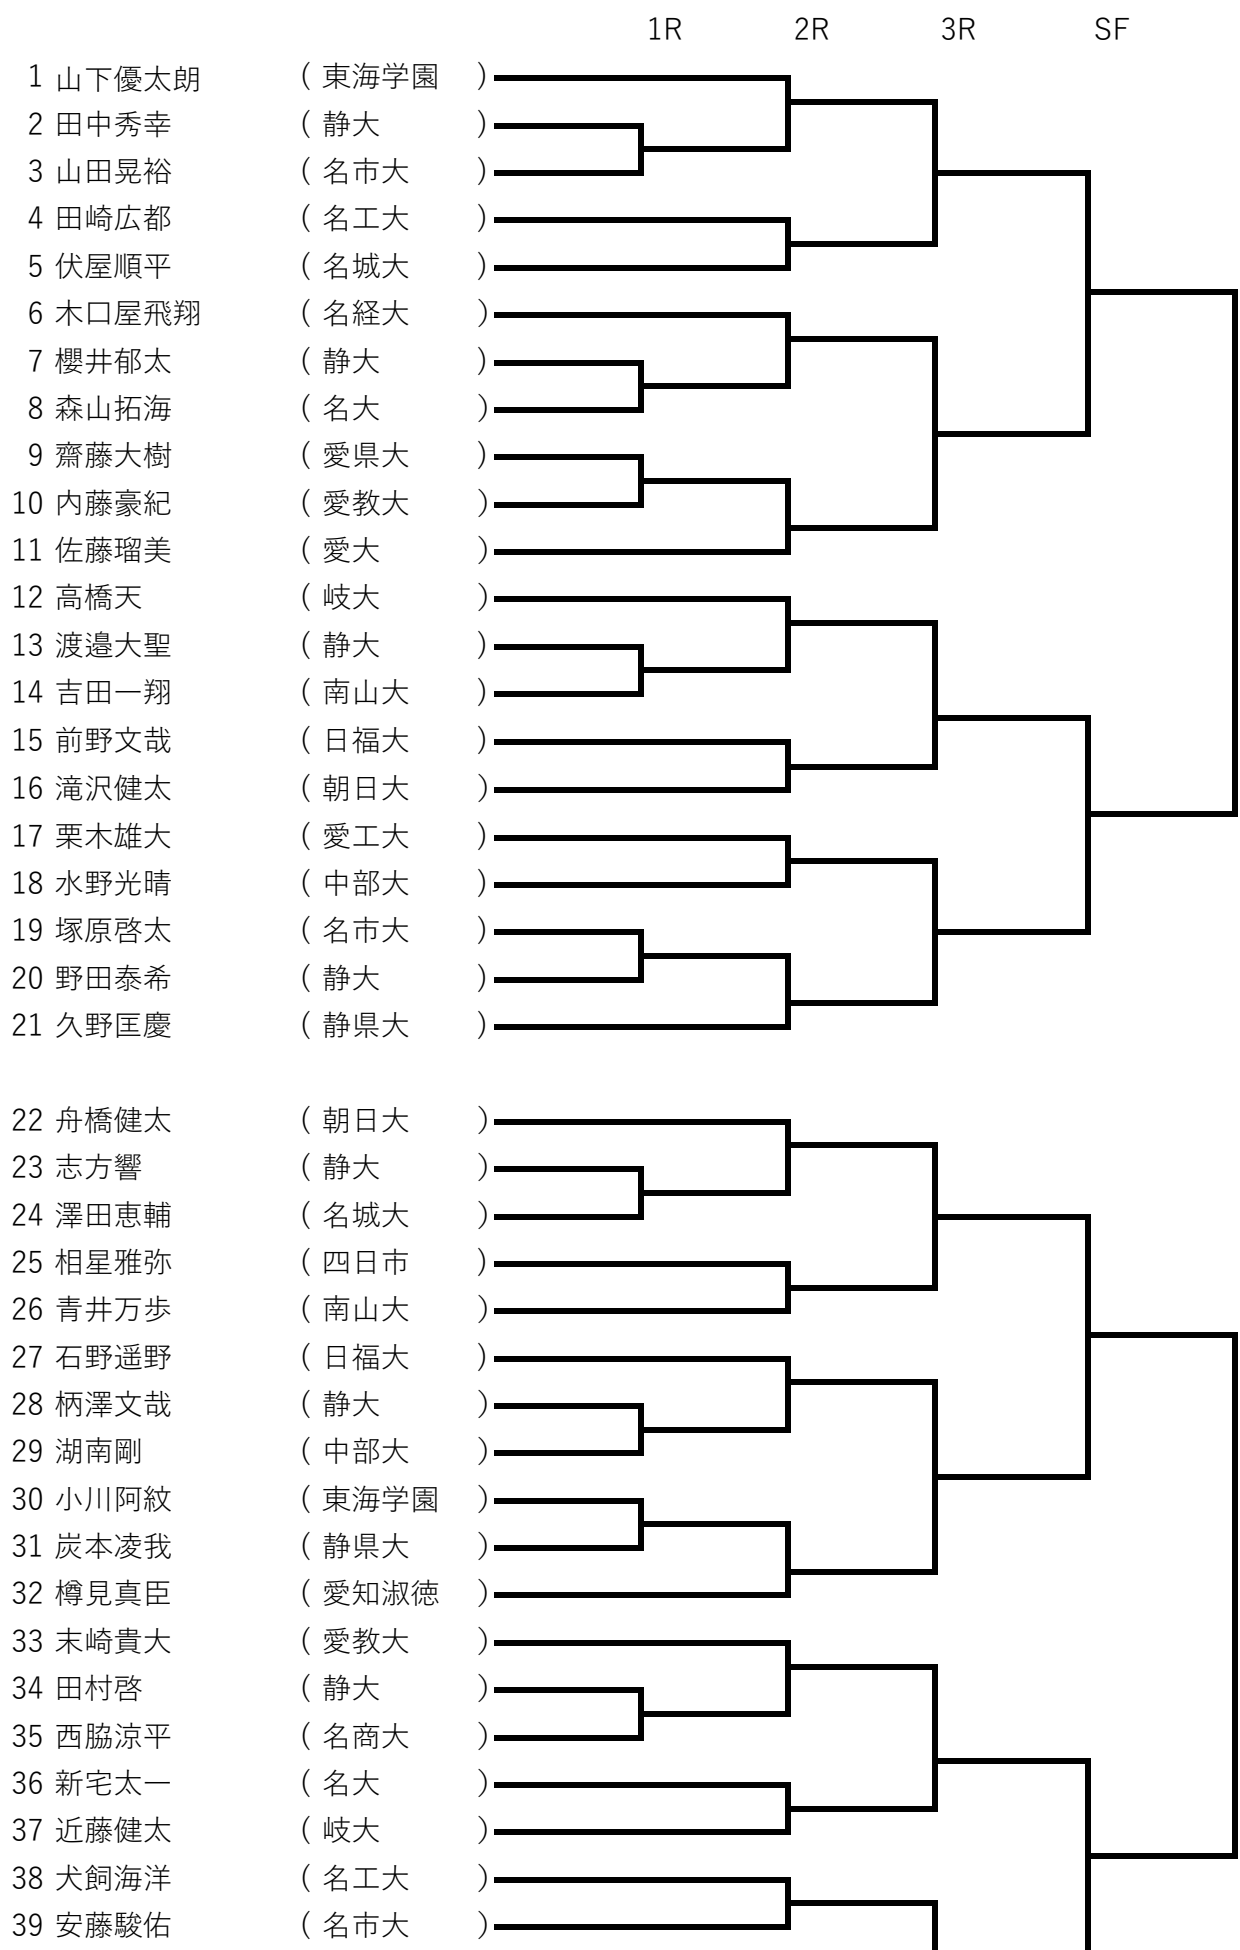 1R 2R 3R SF
1 山下優太朗 ( 東海学園 )
2 田中秀幸 ( 静大 )
3 山田晃裕 ( 名市大 )
4 田崎広都 ( 名工大 )
5 伏屋順平 ( 名城大 )
6 木口屋飛翔 ( 名経大 )
7 櫻井郁太 ( 静大 )
8 森山拓海 ( 名大 )
9 齋藤大樹 ( 愛県大 )
10 内藤豪紀 ( 愛教大 )
11 佐藤瑠美 ( 愛大 )
12 高橋天 ( 岐大 )
13 渡邉大聖 ( 静大 )
14 吉田一翔 ( 南山大 )
15 前野文哉 ( 日福大 )
16 滝沢健太 ( 朝日大 )
17 栗木雄大 ( 愛工大 )
18 水野光晴 ( 中部大 )
19 塚原啓太 ( 名市大 )
20 野田泰希 ( 静大 )
21 久野匡慶 ( 静県大 )
22 舟橋健太 ( 朝日大 )
23 志方響 ( 静大 )
24 澤田恵輔 ( 名城大 )
25 相星雅弥 ( 四日市 )
26 青井万歩 ( 南山大 )
27 石野遥野 ( 日福大 )
28 柄澤文哉 ( 静大 )
29 湖南剛 ( 中部大 )
30 小川阿紋 ( 東海学園 )
31 炭本凌我 ( 静県大 )
32 樽見真臣 ( 愛知淑徳 )
33 末崎貴大 ( 愛教大 )
34 田村啓 ( 静大 )
35 西脇涼平 ( 名商大 )
36 新宅太一 ( 名大 )
37 近藤健太 ( 岐大 )
38 犬飼海洋 ( 名工大 )
39 安藤駿佑 ( 名市大 )